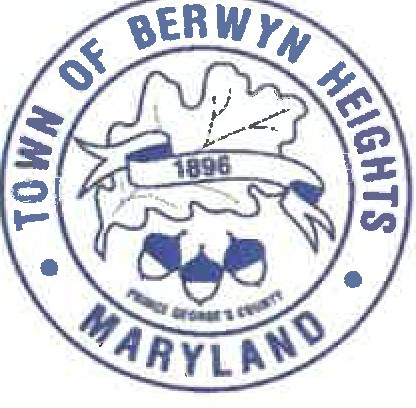 TOWN OF BERWYN HEIGHTS
1896
PRINCE GEORGE'S COUNTY
MARYLAND